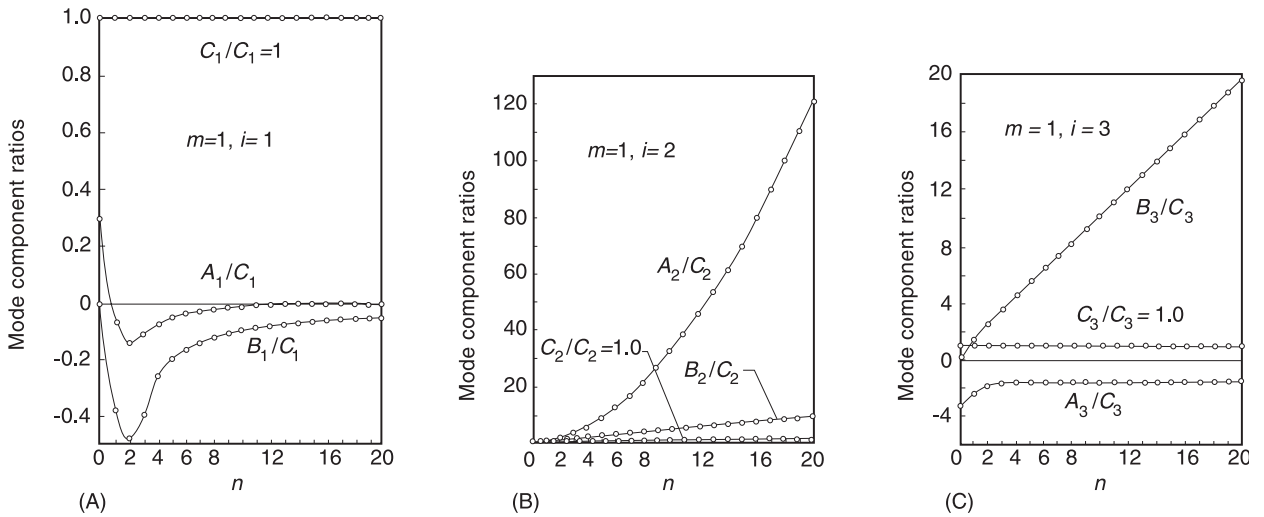 Mode component ratios
1.0
0.8
0.6
0.4
0.2
0
-0.2
-0.4
C1/C1=1
m=1, i=1
A1/C1
B1/C1
0 2 4 6 8 12 16 20
n
(A)
Mode component ratios
120
100
80
60
40
20
m=1, i=2
A2/C2
C2/C2=1.0
B2/C2
0 2 4 6 8 10 12 14 16 18 20
n
(B)
Mode component ratios
20
16
12
8
4
0
-4
m = 1, i = 3
B3/C3
C3/C3= 1.0
A3/C3
0 2 4 6 8 12 16 20
n
(C)